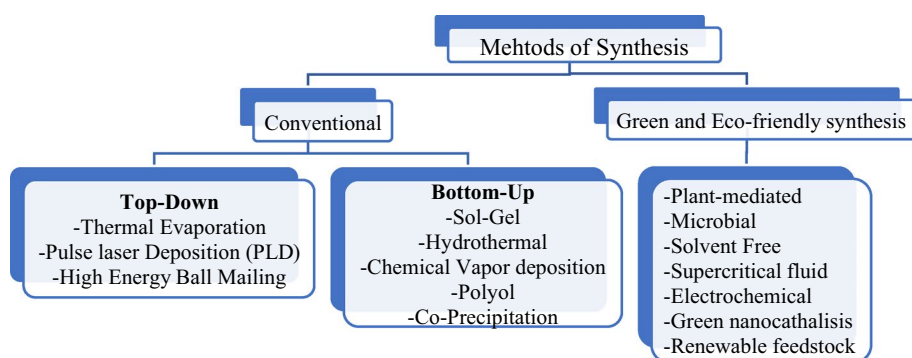 Mehtods of Synthesis
Conventional
Green and Eco-friendly synthesis
Top-Down
-Thermal Evaporation
-Pulse laser Deposition (PLD)
-High Energy Ball Mailing
Bottom-Up
-Sol-Gel
-Hydrothermal
-Chemical Vapor deposition
-Polyol
-Co-Precipitation
-Plant-mediated
-Microbial
-Solvent Free
-Supercritical fluid
-Electrochemical
-Green nanocathalisis
-Renewable feedstock